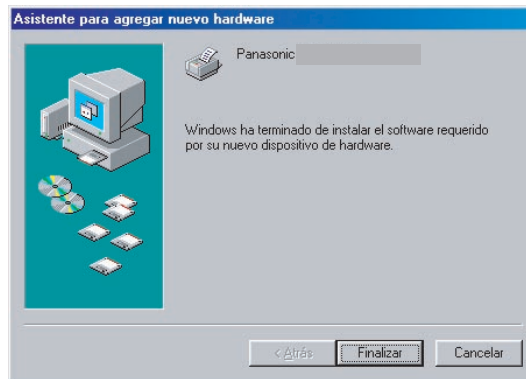 Asistente para agregar nuevo hardware
Panasonic
Windows ha terminado de instalar el software requerido
por su nuevo dispositivo de hardware.
< Atrás
Finalizar
Cancelar